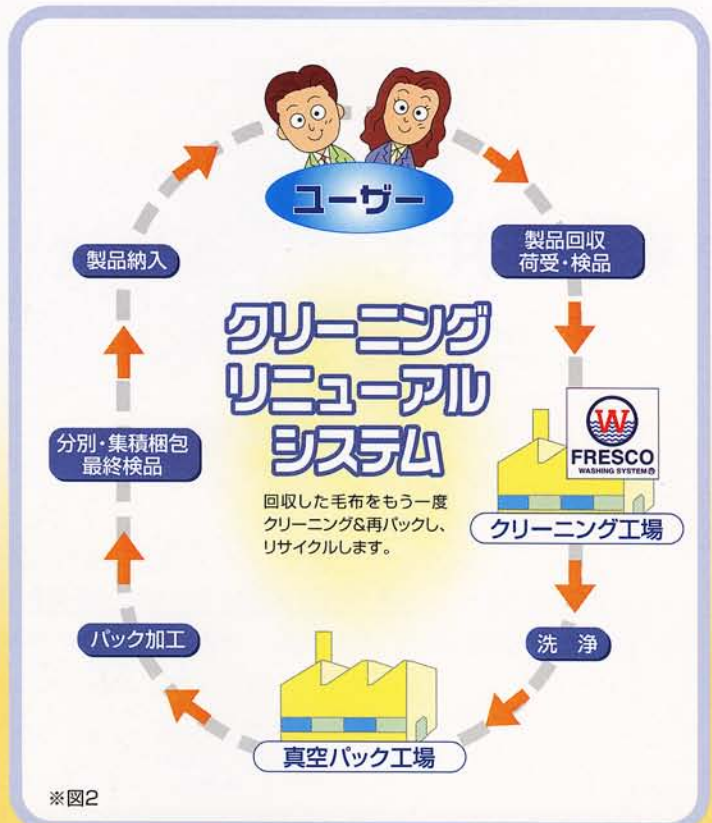 ユーザー
製品回収
荷受・検品
W
FRESCO
WASHING SYSTEM
クリーニング工場
洗 浄
真空パック工場
パック加工
分別・集積梱包
最終検品
製品納入
クリーニング
リニューアル
システム
回収した毛布をもう一度
クリーニング&再パックし、
リサイクルします。
※図2